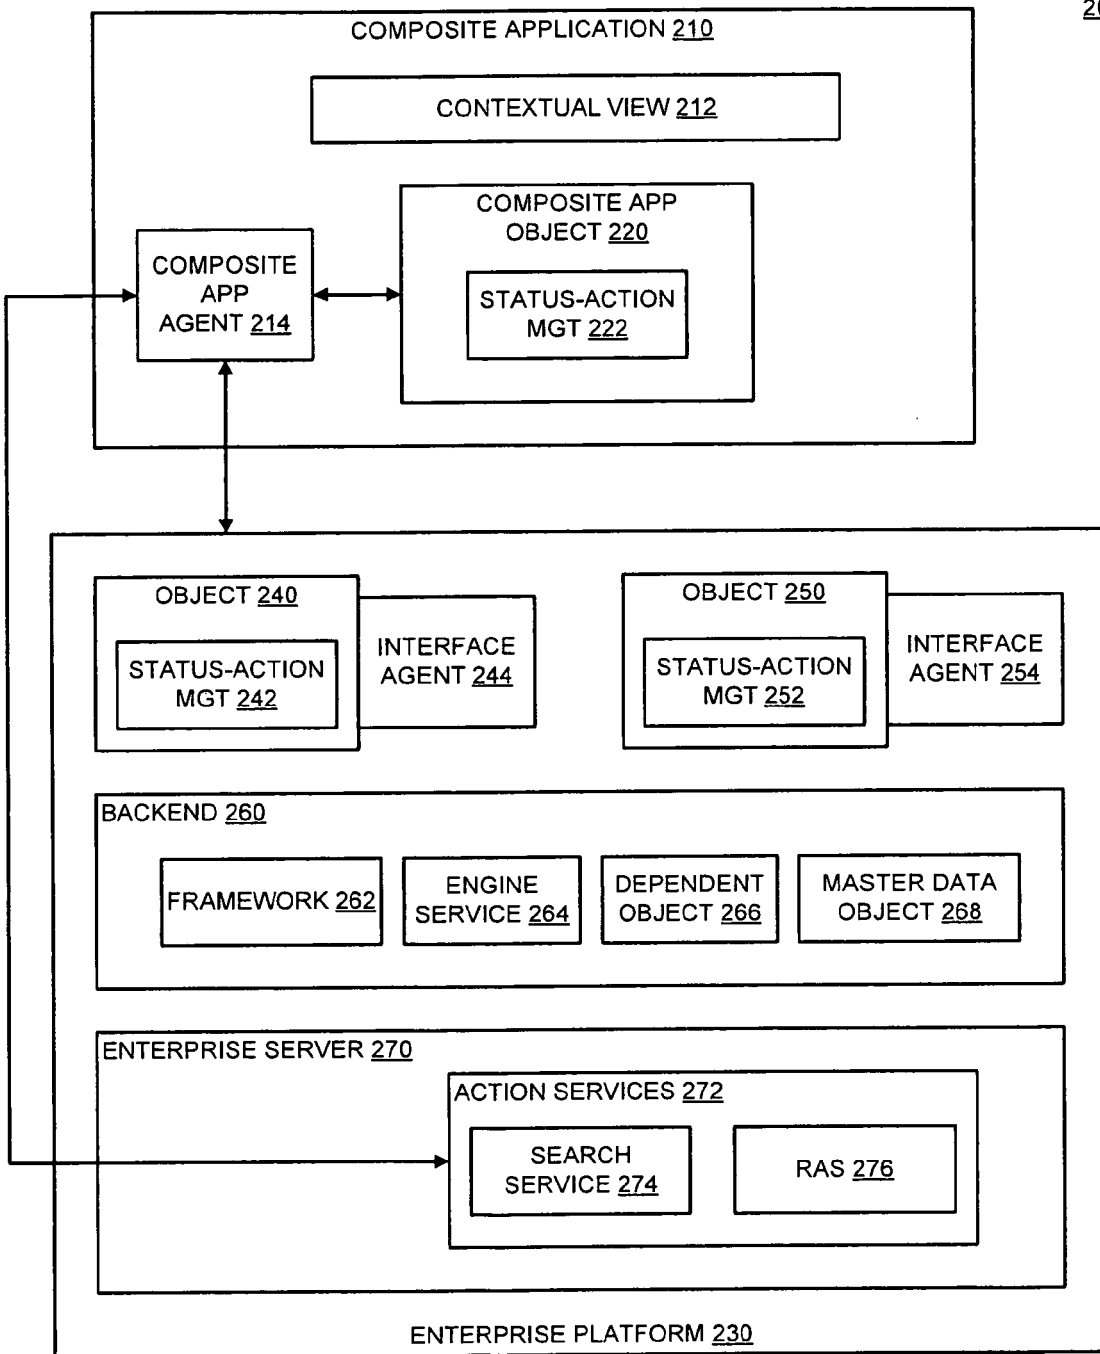 COMPOSITE APPLICATION 210
CONTEXTUAL VIEW 212
COMPOSITE APP
OBJECT 220
STATUS-ACTION
MGT 222
COMPOSITE
APP
AGENT 214
OBJECT 240
STATUS-ACTION
MGT 242
INTERFACE
AGENT 244
OBJECT 250
STATUS-ACTION
MGT 252
INTERFACE
AGENT 254
BACKEND 260
FRAMEWORK 262
ENGINE
SERVICE 264
DEPENDENT
OBJECT 266
MASTER DATA
OBJECT 268
ENTERPRISE SERVER 270
ACTION SERVICES 272
SEARCH
SERVICE 274
RAS 276
ENTERPRISE PLATFORM 230